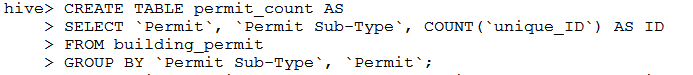 hive> CREATE TABLE permit_count AS
> SELECT `Permit`, `Permit Sub-Type`, COUNT(`unique_ID`) AS ID
> FROM building_permit
> GROUP BY `Permit Sub-Type`, `Permit`;